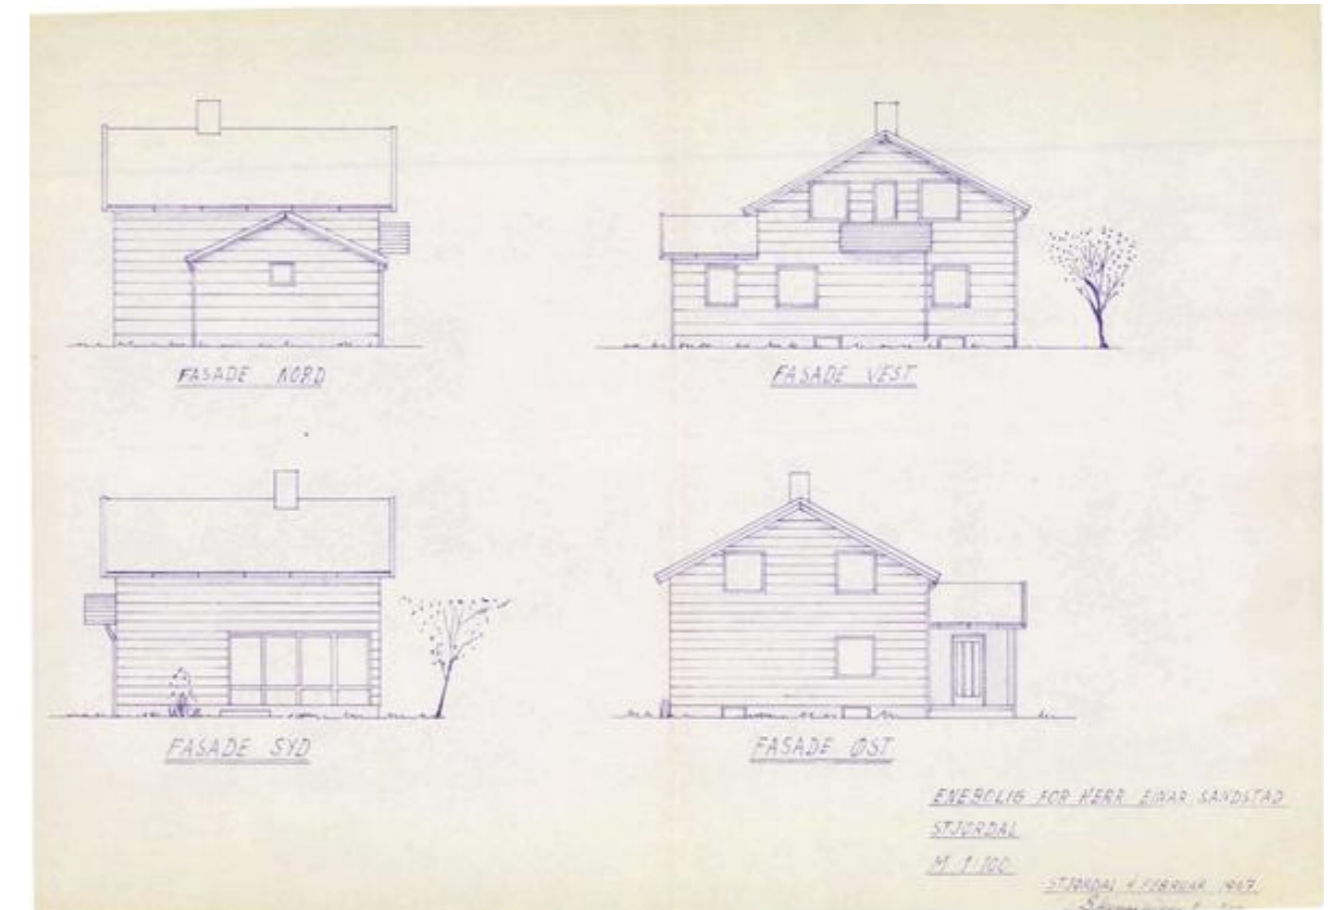 FASADE NORD
FASADE VEST
FASADE SYD
FASADE ØST
ENEBOLIG FOR HERR EINAR SANDSTAD
STJØRDAL
M 1:100
STJØRDAL 4. FEBRUAR 1967